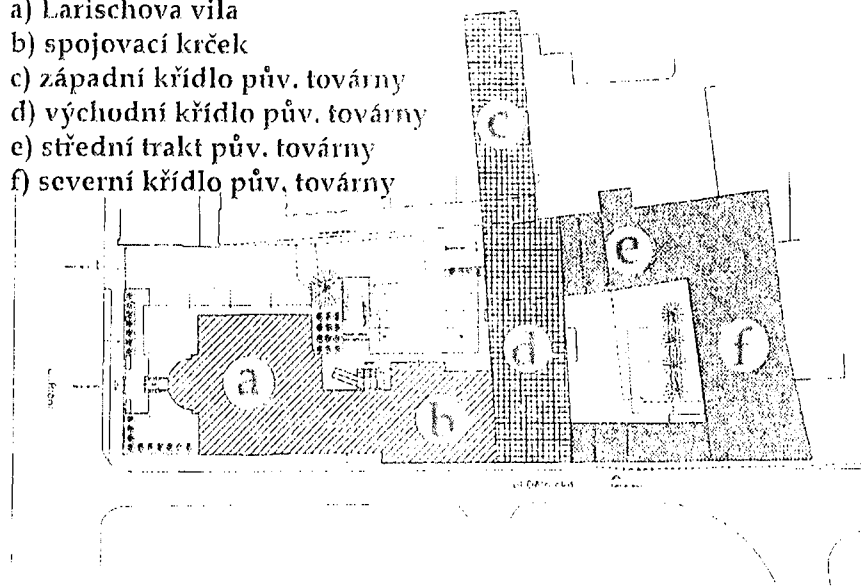 a) Larischova vila
b) spojovací krček
c) západní křídlo pův. továrny
d) východní křídlo pův. továrny
e) střední trakt pův. továrny
f) severní křídlo pův. továrny
c
e
d
f
a
b